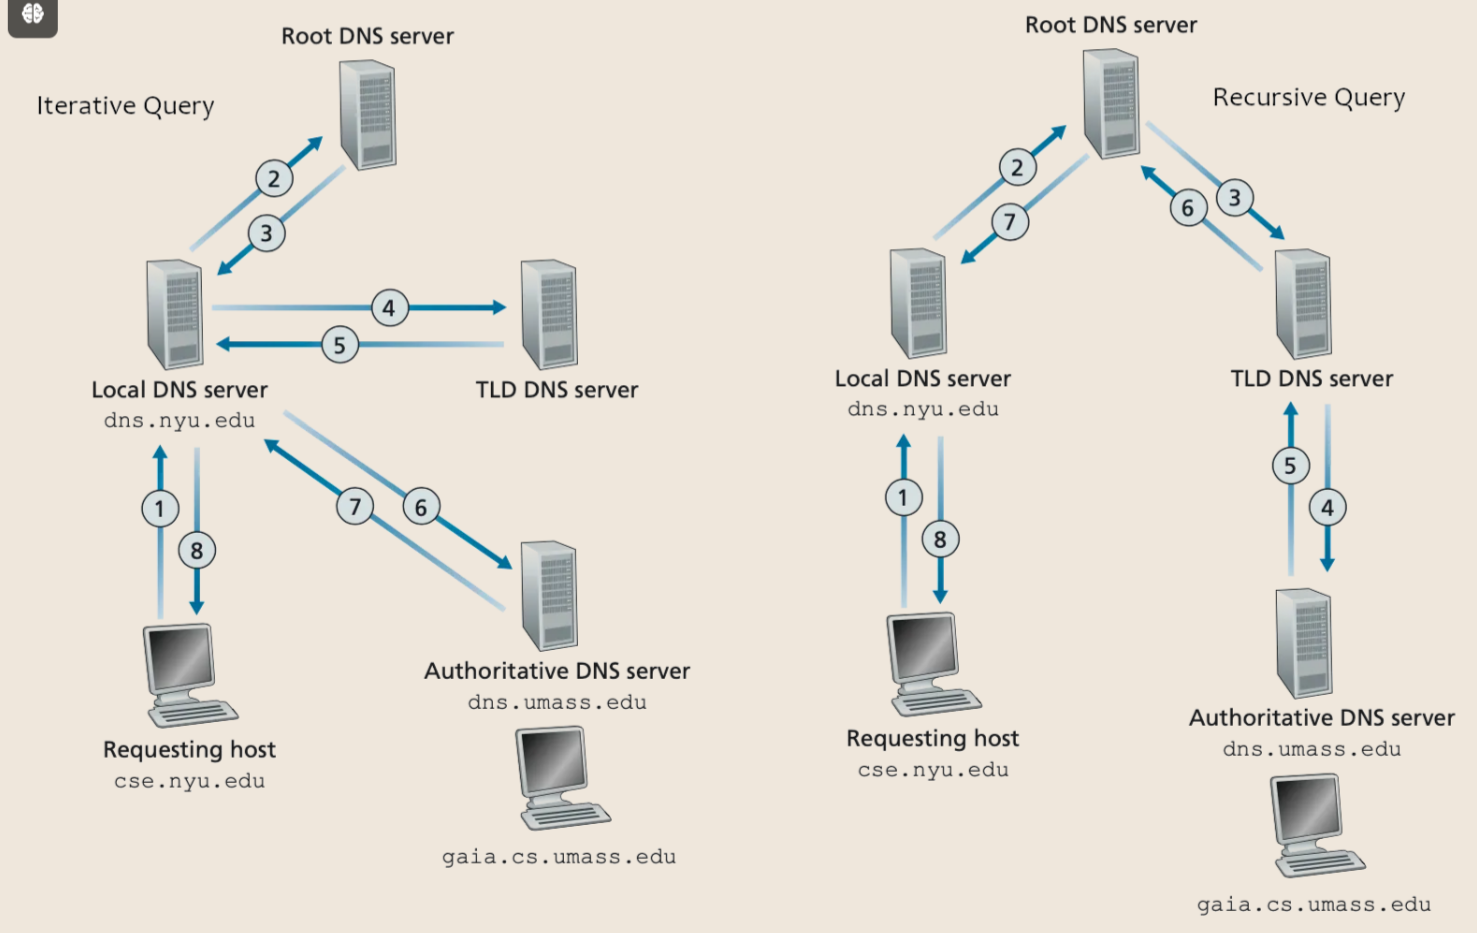 Root DNS server
Iterative Query
2
3
4
5
Local DNS server
dns.nyu.edu
TLD DNS server
1
8
7
6
Authoritative DNS server
dns.umass.edu
Requesting host
cse.nyu.edu
gaia.cs.umass.edu
Root DNS server
Recursive Query
2
7
6
3
Local DNS server
dns.nyu.edu
TLD DNS server
1
8
5
4
Requesting host
cse.nyu.edu
Authoritative DNS server
dns.umass.edu
gaia.cs.umass.edu